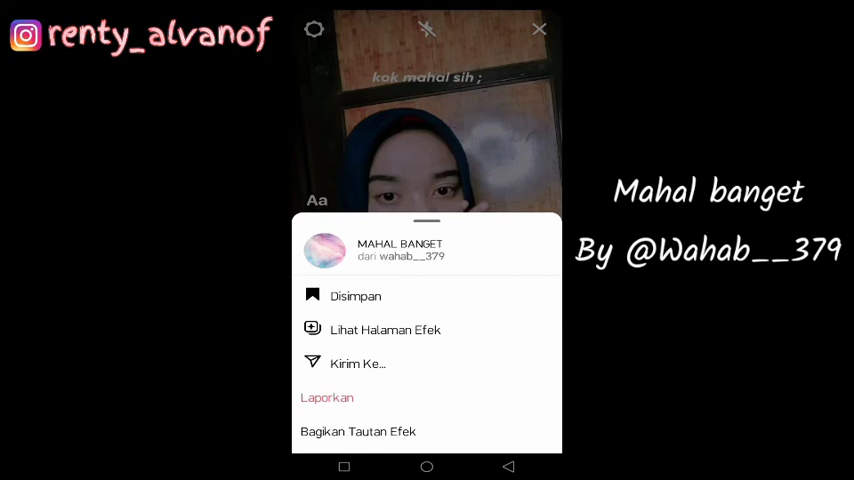 renty_alvanof
kok mahal sih ;
Aa
MAHAL BANGET
dari wahab__379
Disimpan
Lihat Halaman Efek
Kirim Ke...
Laporkan
Bagikan Tautan Efek
Mahal banget
By @Wahab__379